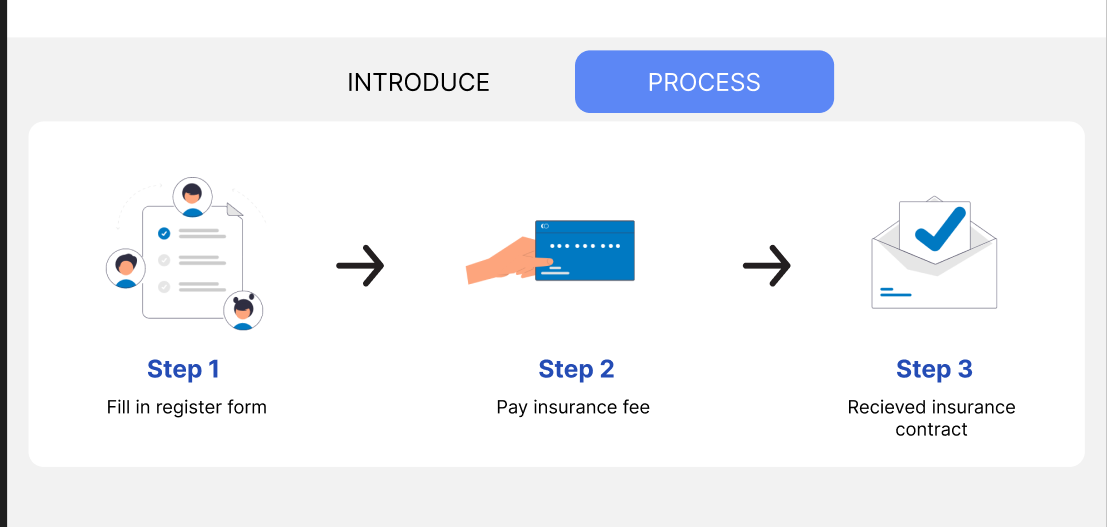 INTRODUCE
PROCESS
Step 1
Step 2
Step 3
Fill in register form
Pay insurance fee
Recieved insurance
contract